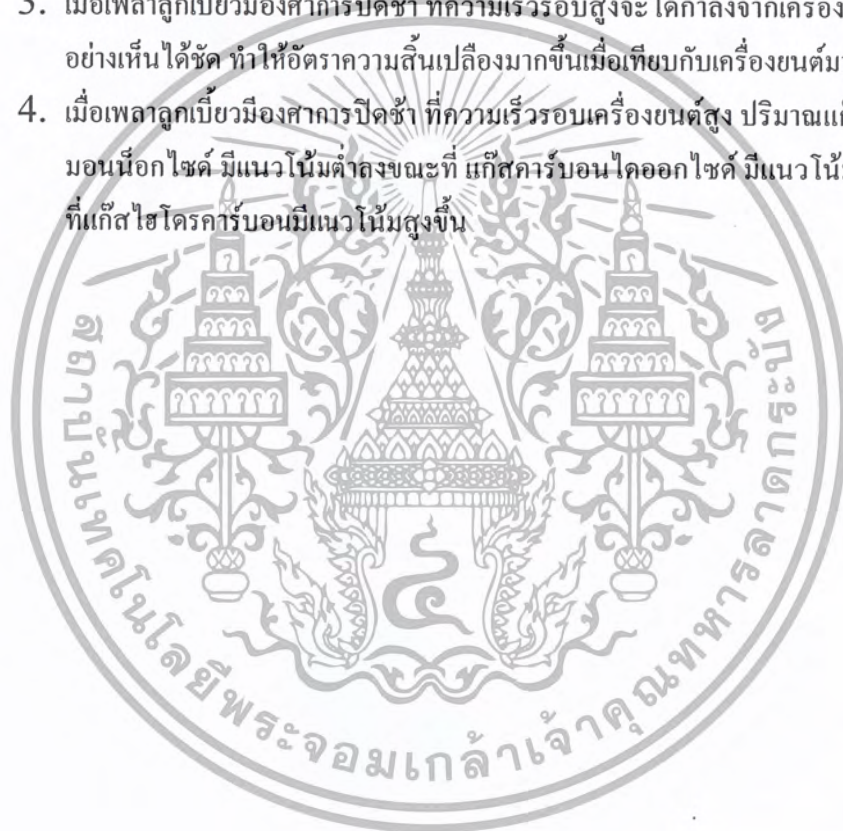 3. เมื่อเพลาลูกเบี้ยวมีองศาการปิดช้า ที่ความเร็วรอบสูงจะได้กำลังจากเครื่อง
อย่างเห็นได้ชัด ทำให้อัตราความสิ้นเปลืองมากขึ้นเมื่อเทียบกับเครื่องยนต์
4. เมื่อเพลาลูกเบี้ยวมีองศาการปิดช้า ที่ความเร็วรอบเครื่องยนต์สูง ปริมาณ
มอนน็อกไซด์ มีแนวโน้มต่ำลงขณะที่ แก๊สคาร์บอนไดออกไซด์ มีแนวโน้ม
ที่แก๊สไฮโดรคาร์บอนมีแนวโน้มสูงขึ้น
สถาบันเทคโนโลยีพระจอมเกล้าเจ้าคุณทหารลาดกระบัง